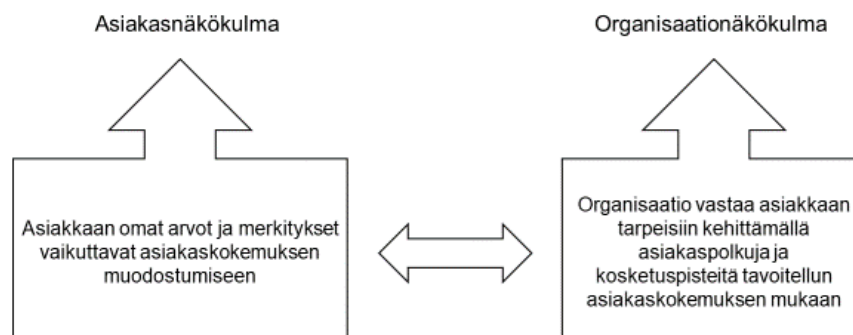 Asiakasnäkökulma
Organisaationäkökulma
Asiakkaan omat arvot ja merkitykset
vaikuttavat asiakaskokemuksen
muodostumiseen
Organisaatio vastaa asiakkaan
tarpeisiin kehittämällä
asiakaspolkuja ja
kosketuspisteitä tavoitellun
asiakaskokemuksen mukaan